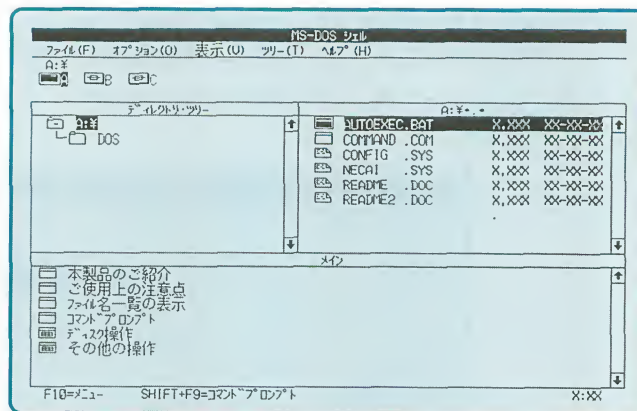 MS-DOS シェル
ファイル(F) オプション(O) 表示(U) ツリー(T) ヘルプ(H)
A:¥
A B C
ディレクトリ・ツリー
A:¥*.*
A:¥
DOS
AUTOEXEC.BAT X,XXX XX-XX-XX
COMMAND .COM X,XXX XX-XX-XX
CONFIG .SYS X,XXX XX-XX-XX
NECAI .SYS X,XXX XX-XX-XX
README .DOC X,XXX XX-XX-XX
README2 .DOC X,XXX XX-XX-XX
メイン
本製品のご紹介
ご使用上の注意点
ファイル名一覧の表示
コマンドプロンプト
ディスク操作
その他の操作
F10=メニュー SHIFT+F9=コマンドプロンプト X:XX